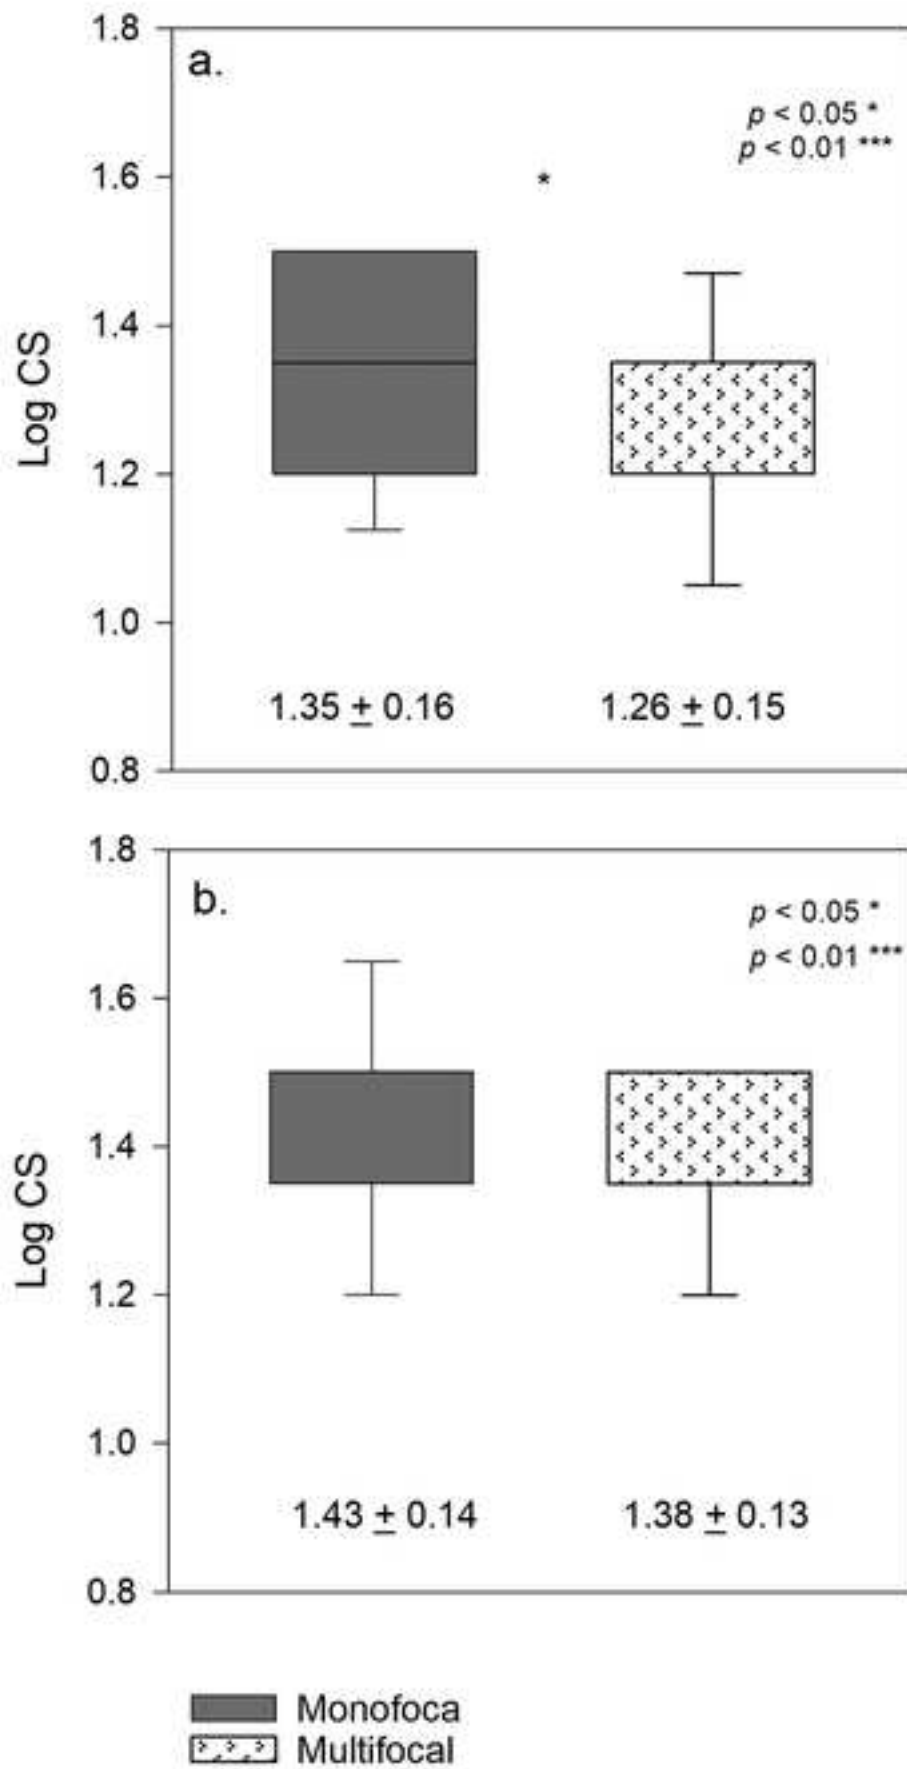 1.8
a.
p < 0.05 *
p < 0.01 ***
1.6
*
1.4
Log CS
1.2
1.0
1.35 ± 0.16 1.26 ± 0.15
0.8
1.8
b.
p < 0.05 *
p < 0.01 ***
1.6
1.4
Log CS
1.2
1.0
1.43 ± 0.14 1.38 ± 0.13
0.8
Monofoca
Multifocal